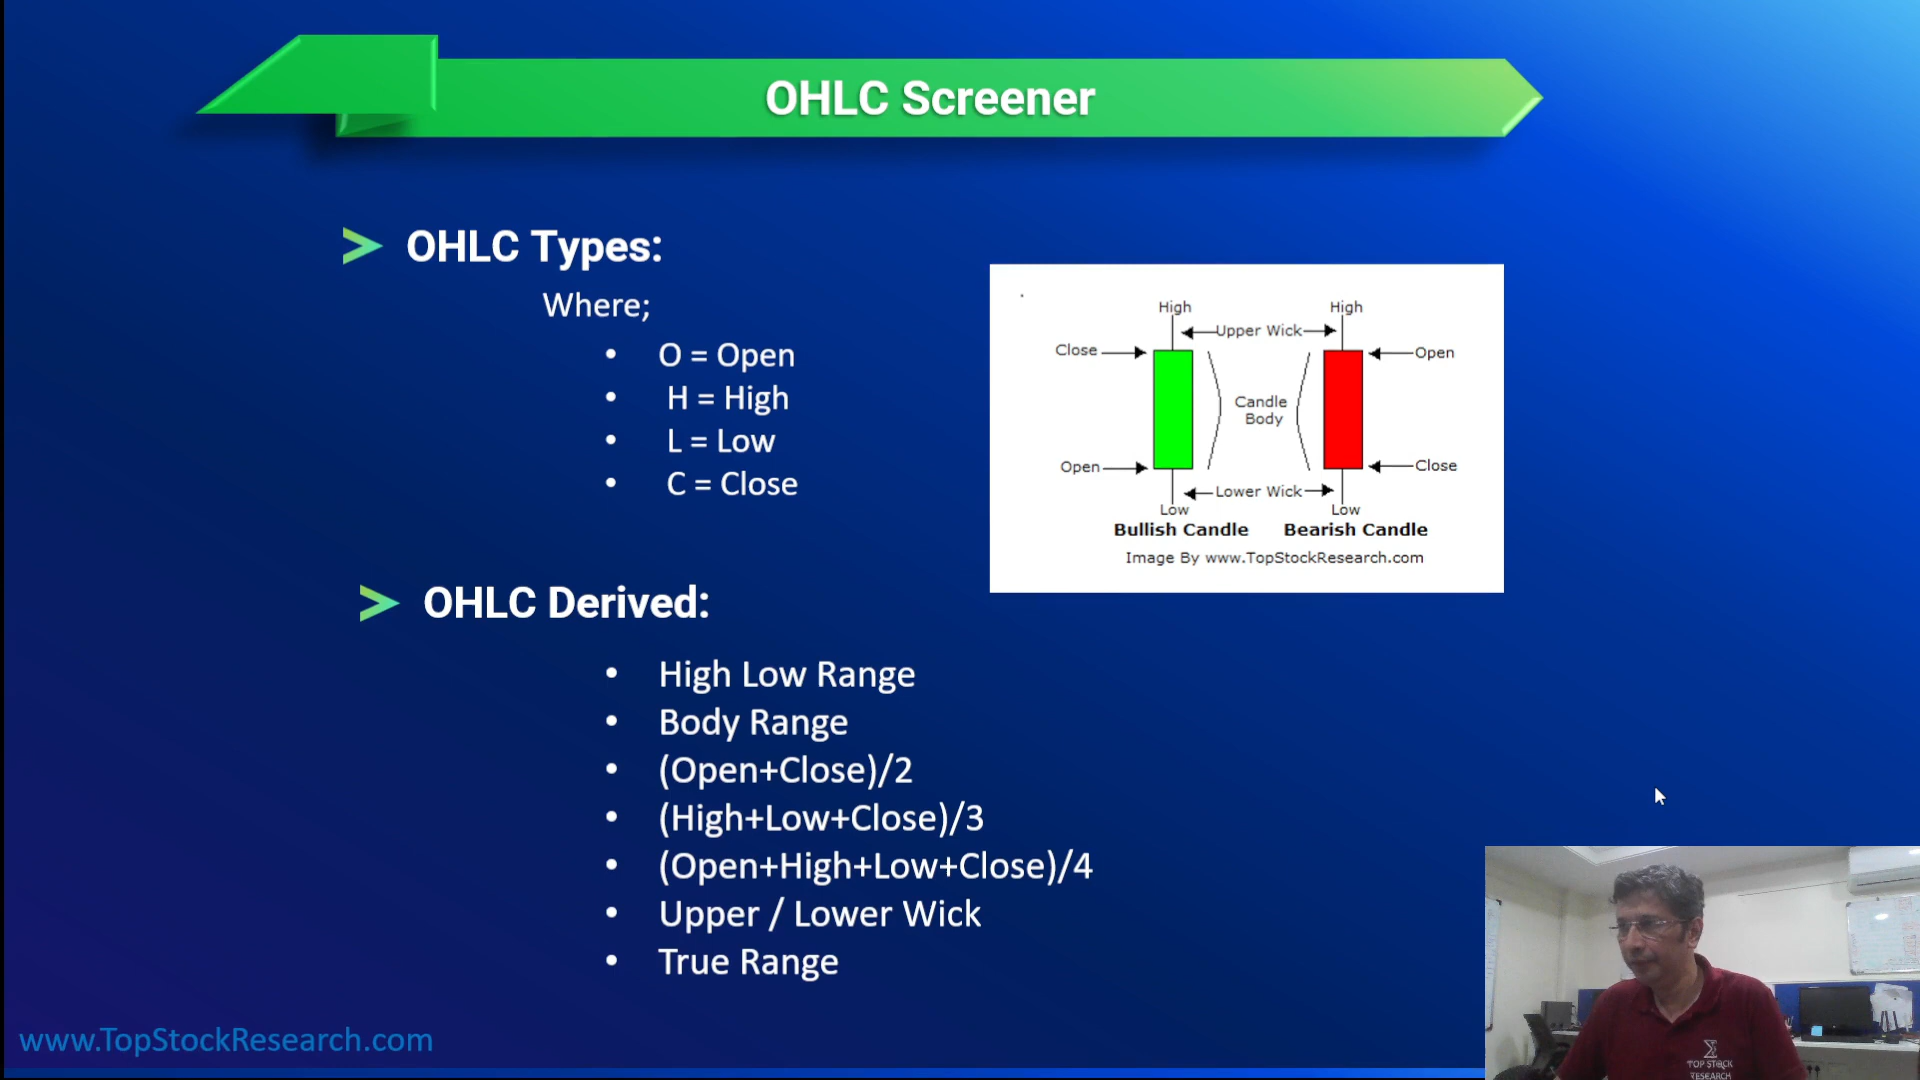 OHLC Screener
OHLC Types:
Where;
• O = Open
• H = High
• L = Low
• C = Close
High High
Upper Wick
Close Open
Candle
Body
Open Close
Lower Wick
Low Low
Bullish Candle Bearish Candle
Image By www.TopStockResearch.com
OHLC Derived:
• High Low Range
• Body Range
• (Open+Close)/2
• (High+Low+Close)/3
• (Open+High+Low+Close)/4
• Upper / Lower Wick
• True Range
www.TopStockResearch.com
TOP STOCK
RESEARCH